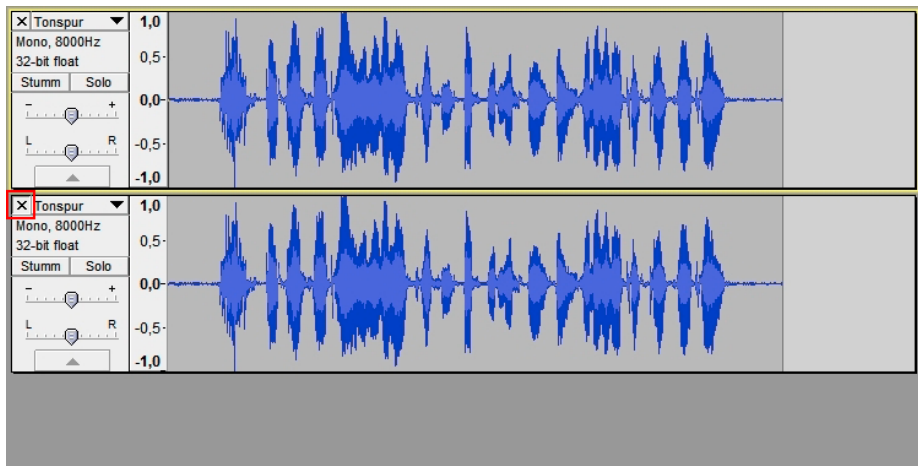 × Tonspur ▼ 1,0
Mono, 8000Hz
32-bit float 0,5-
Stumm Solo
- + 0,0-
L R -0,5-
-1,0
× Tonspur ▼ 1,0
Mono, 8000Hz
32-bit float 0,5-
Stumm Solo
- + 0,0-
L R -0,5-
-1,0